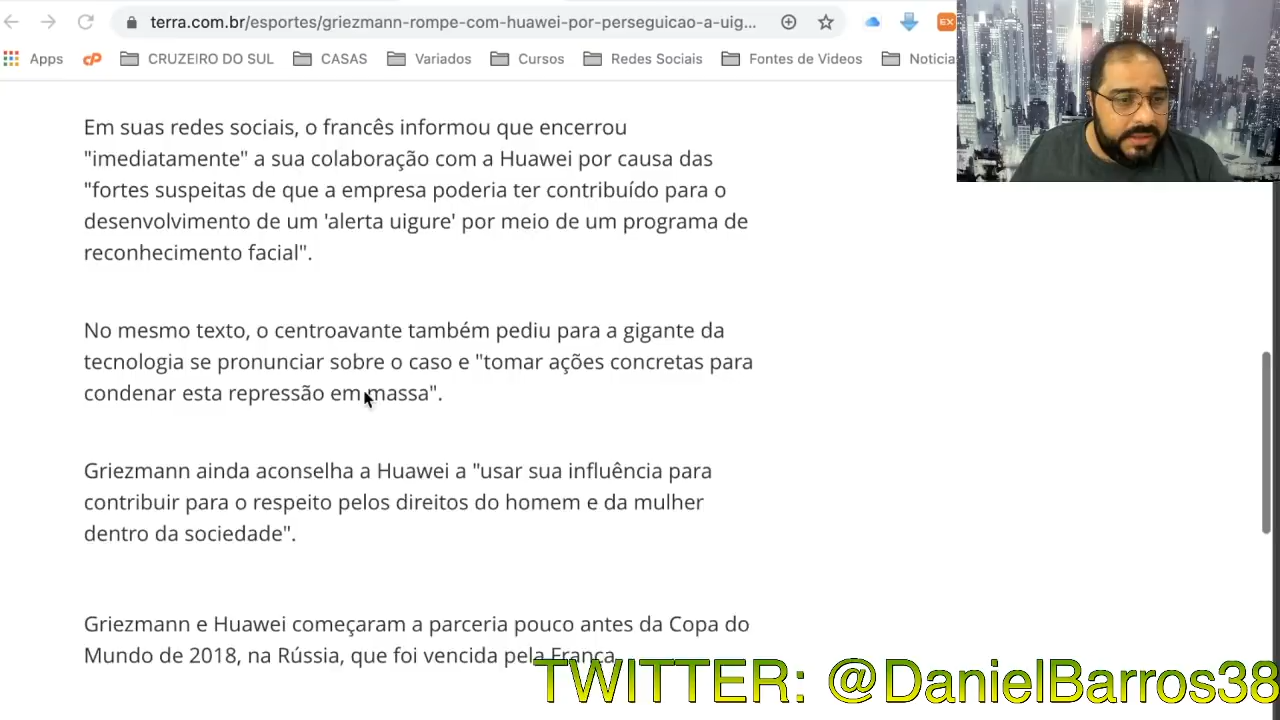 terra.com.br/esportes/griezmann-rompe-com-huawei-por-perseguicao-a-uig...
EX
Apps
cP
CRUZEIRO DO SUL
CASAS
Variados
Cursos
Redes Sociais
Fontes de Videos
Noticia
Em suas redes sociais, o francês informou que encerrou
"imediatamente" a sua colaboração com a Huawei por causa das
"fortes suspeitas de que a empresa poderia ter contribuído para o
desenvolvimento de um 'alerta uigure' por meio de um programa de
reconhecimento facial".
No mesmo texto, o centroavante também pediu para a gigante da
tecnologia se pronunciar sobre o caso e "tomar ações concretas para
condenar esta repressão em massa".
Griezmann ainda aconselha a Huawei a "usar sua influência para
contribuir para o respeito pelos direitos do homem e da mulher
dentro da sociedade".
Griezmann e Huawei começaram a parceria pouco antes da Copa do
Mundo de 2018, na Rússia, que foi vencida pela França
TWITTER: @DanielBarros38